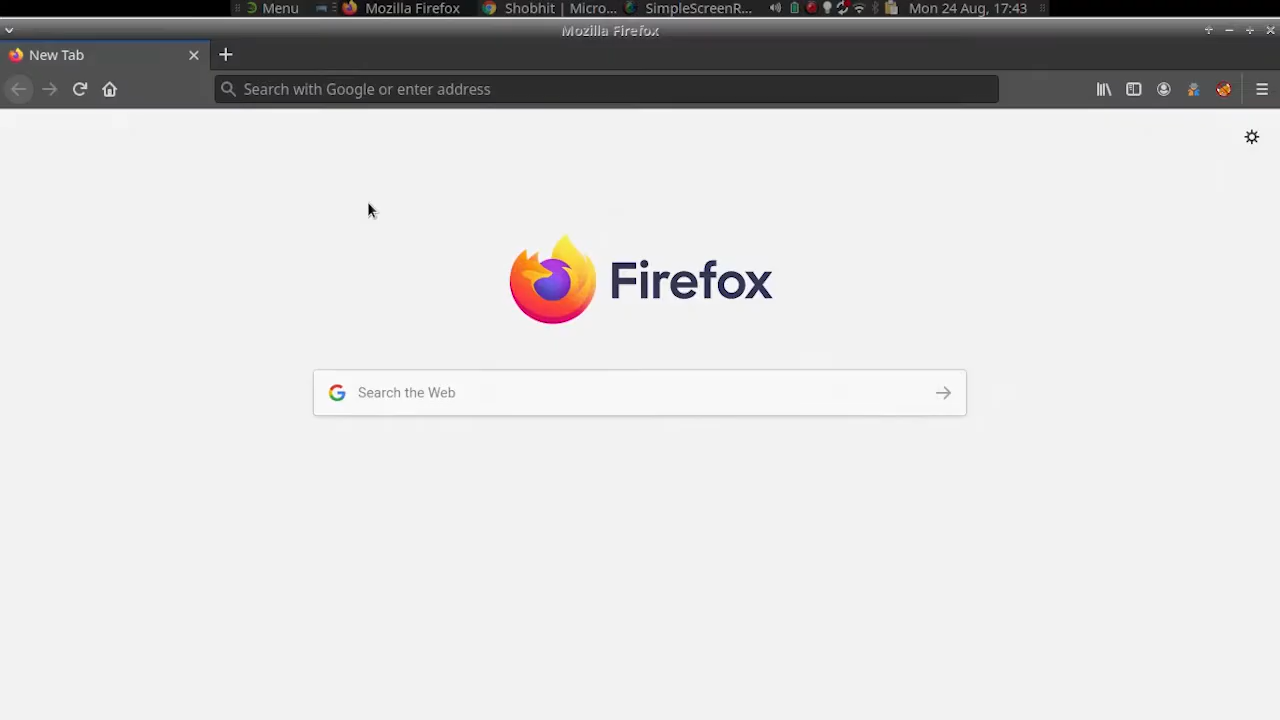 Menu Mozilla Firefox Shobhit | Micro... SimpleScreenR... Mon 24 Aug, 17:43
Mozilla Firefox
New Tab
Search with Google or enter address
Firefox
Search the Web